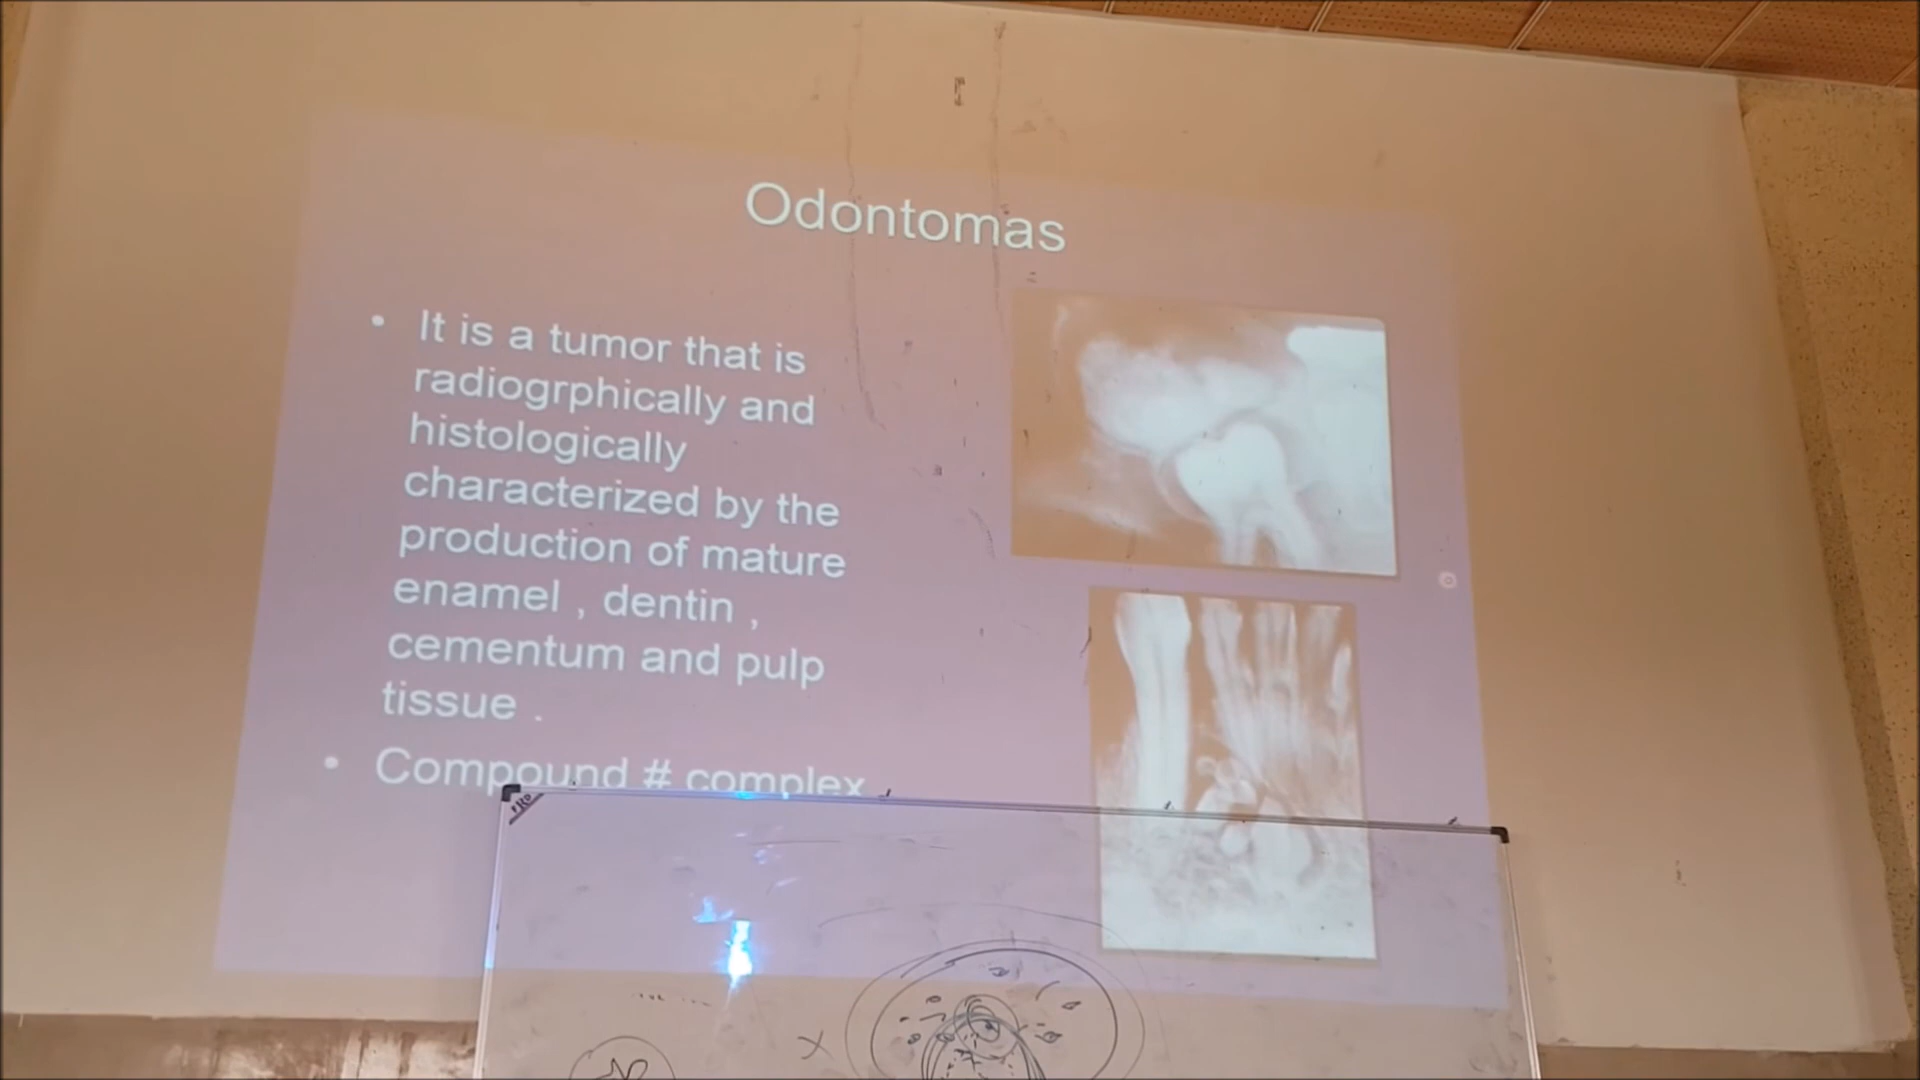 Odontomas
• It is a tumor that is
radiogrphically and
histologically
characterized by the
production of mature
enamel , dentin ,
cementum and pulp
tissue .
• Compound # complex